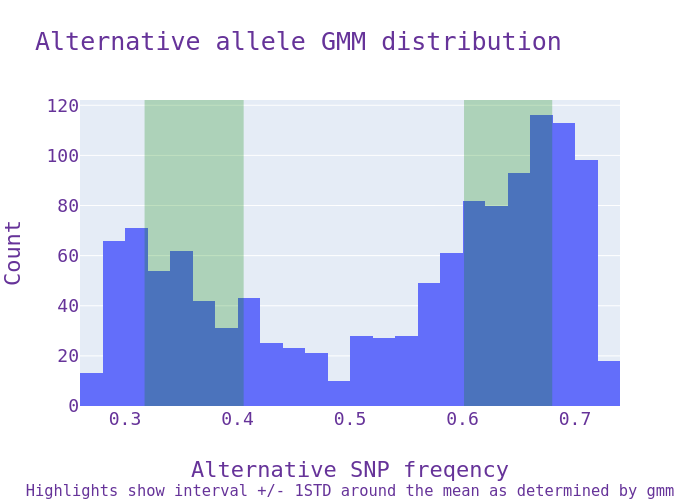 Alternative allele GMM distribution
120
100
80
60
40
20
0
Count
0.3 0.4 0.5 0.6 0.7
Alternative SNP freqency
Highlights show interval +/- 1STD around the mean as determined by gmm